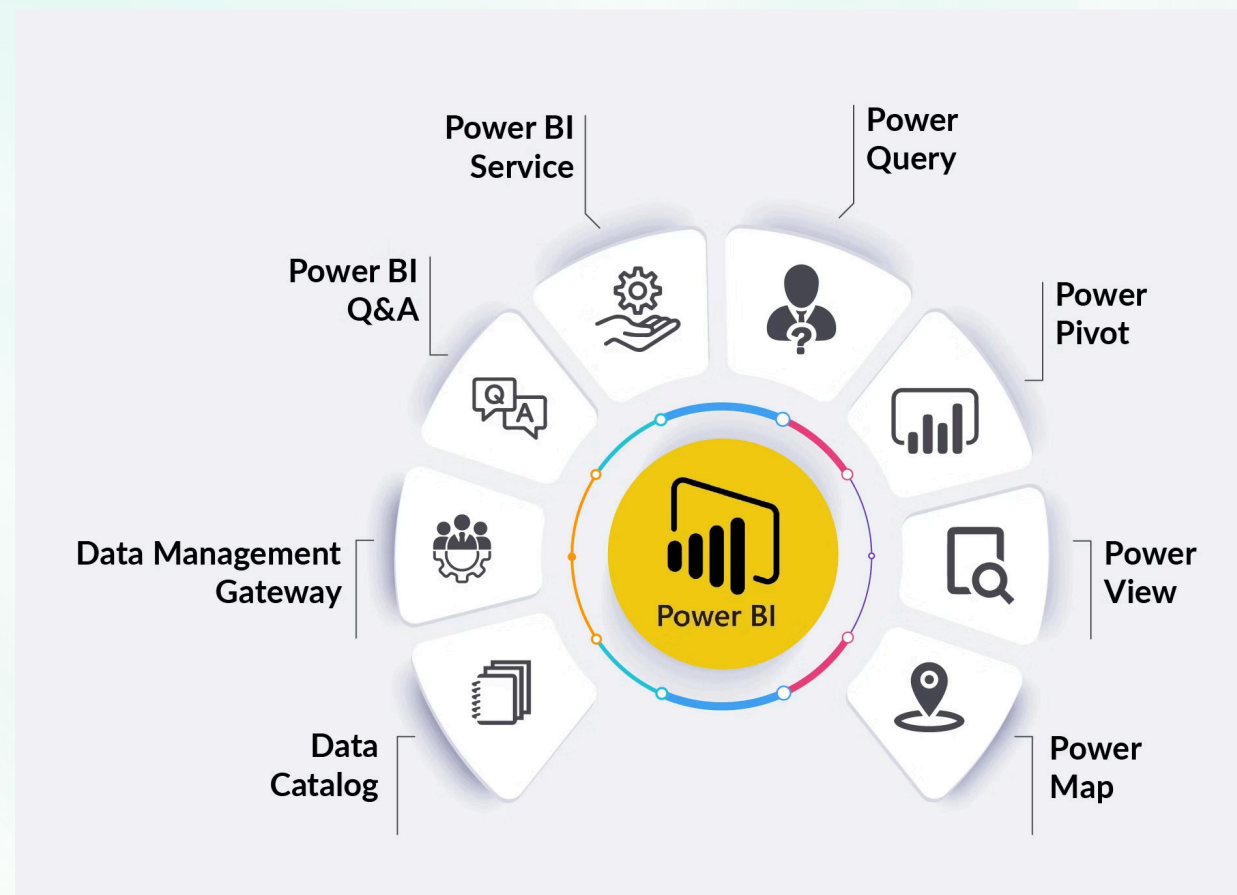 Power BI
Service
Power
Query
Power BI
Q&A
Power
Pivot
Q
A
?
Data Management
Gateway
Power BI
Power
View
Data
Catalog
Power
Map